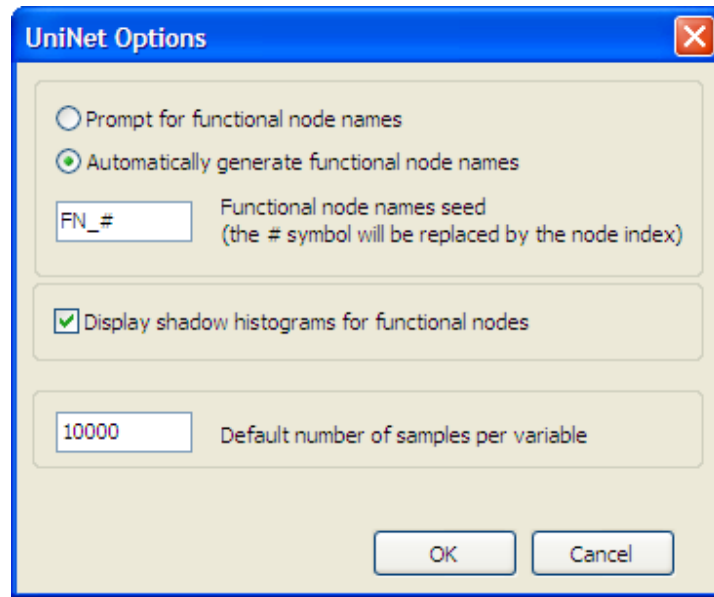 UniNet Options
Prompt for functional node names
Automatically generate functional node names
FN_#
Functional node names seed
(the # symbol will be replaced by the node index)
Display shadow histograms for functional nodes
10000
Default number of samples per variable
OK
Cancel